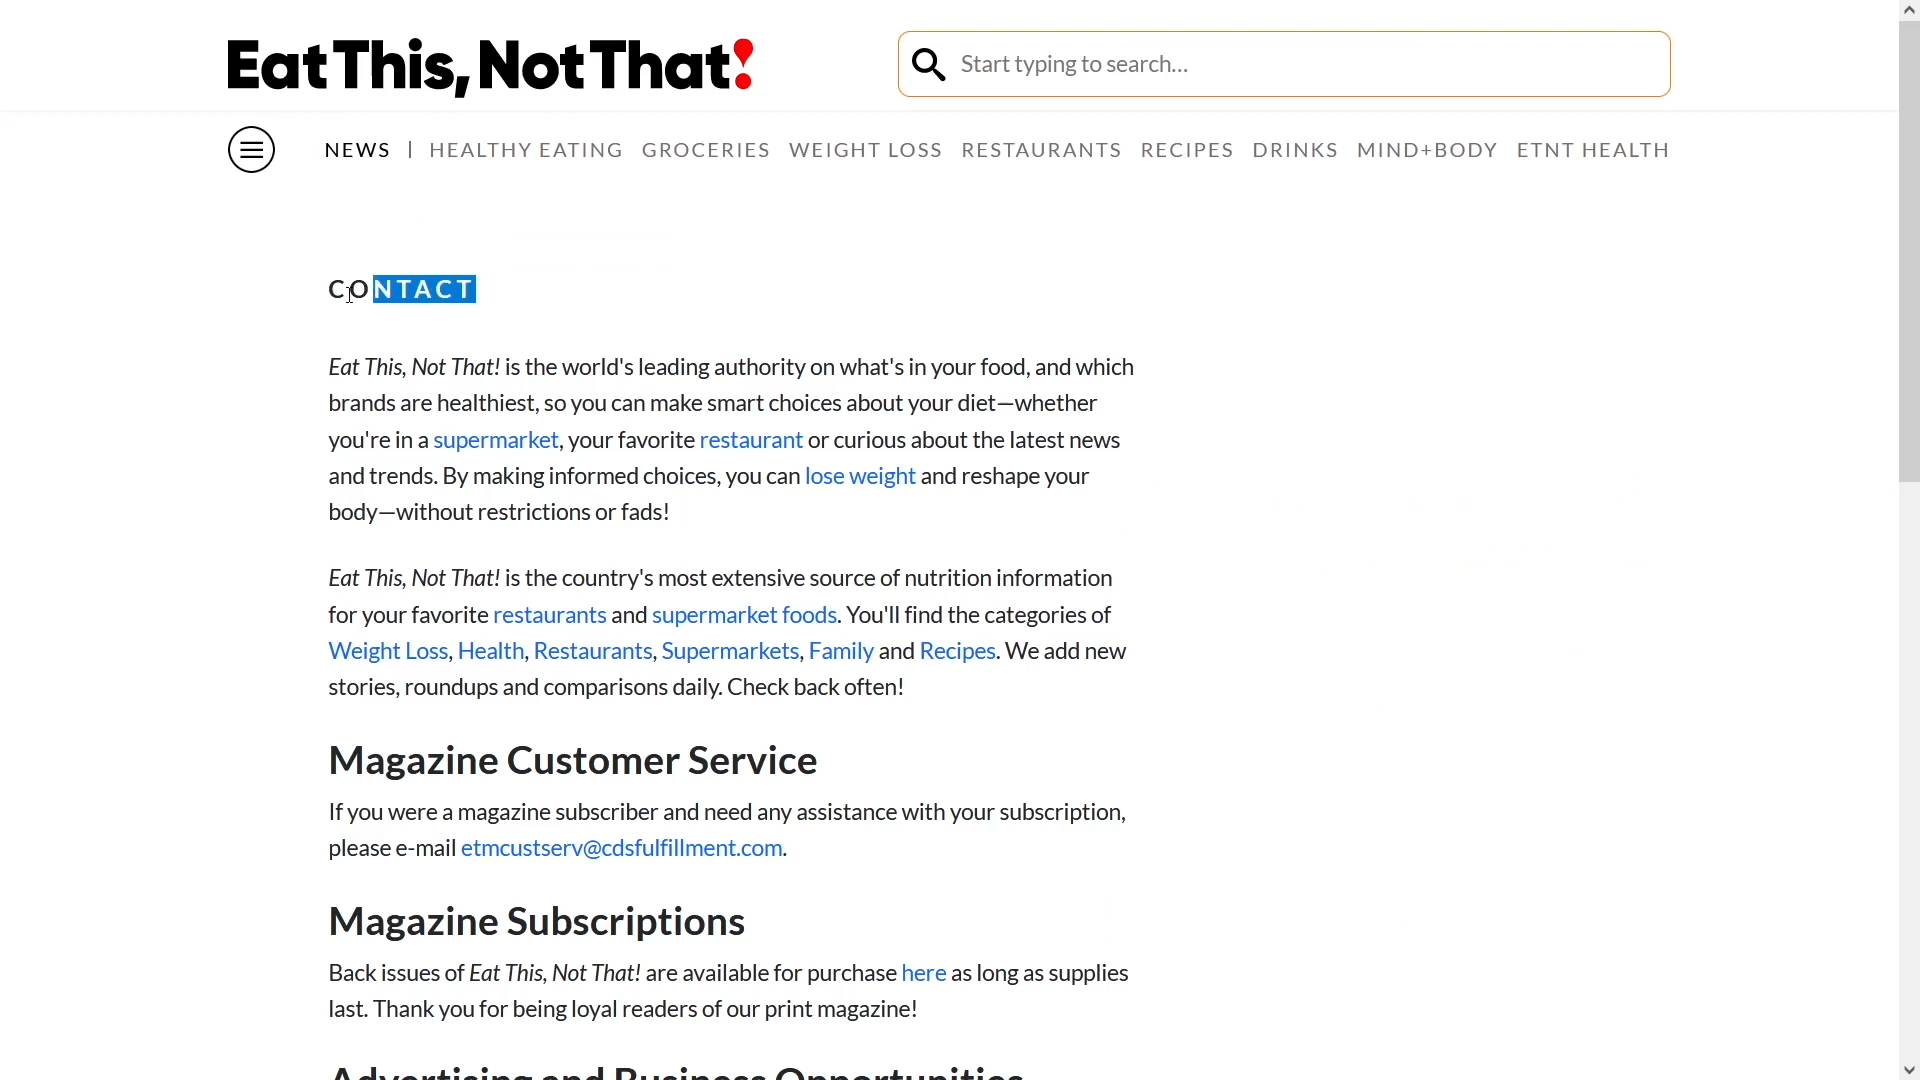 Eat This, Not That!
Start typing to search...
NEWS | HEALTHY EATING GROCERIES WEIGHT LOSS RESTAURANTS RECIPES DRINKS MIND+BODY ETNT HEALTH
CONTACT
Eat This, Not That! is the world's leading authority on what's in your food, and which
brands are healthiest, so you can make smart choices about your diet—whether
you're in a supermarket, your favorite restaurant or curious about the latest news
and trends. By making informed choices, you can lose weight and reshape your
body—without restrictions or fads!
Eat This, Not That! is the country's most extensive source of nutrition information
for your favorite restaurants and supermarket foods. You'll find the categories of
Weight Loss, Health, Restaurants, Supermarkets, Family and Recipes. We add new
stories, roundups and comparisons daily. Check back often!
Magazine Customer Service
If you were a magazine subscriber and need any assistance with your subscription,
please e-mail etmcustserv@cdsfulfillment.com.
Magazine Subscriptions
Back issues of Eat This, Not That! are available for purchase here as long as supplies
last. Thank you for being loyal readers of our print magazine!
Advertising and Business Opportunities